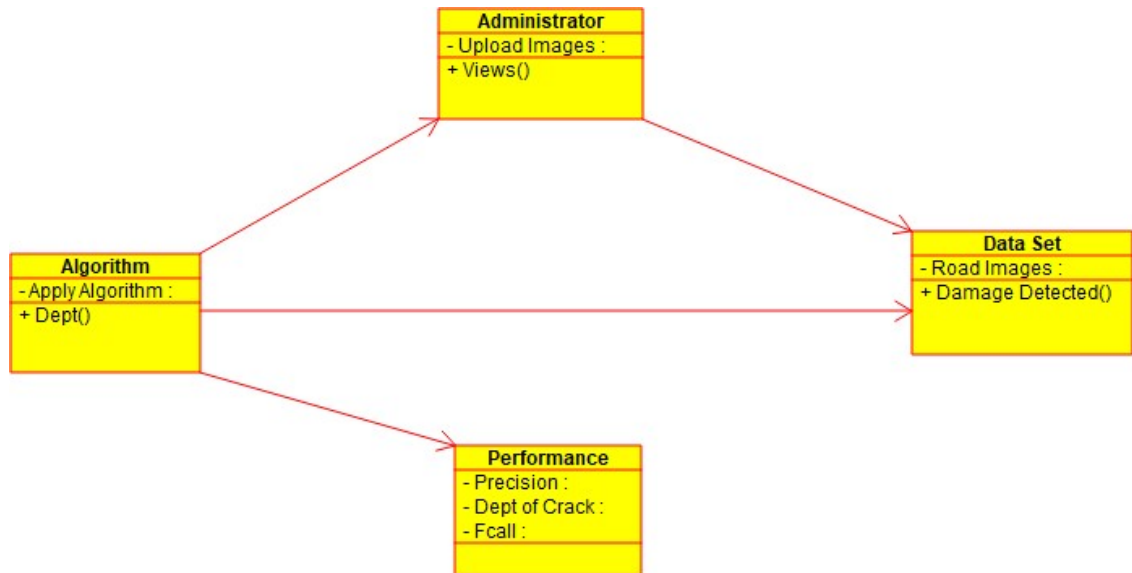 Administrator
- Upload Images :
+ Views()
Algorithm
- Apply Algorithm :
+ Dept()
Data Set
- Road Images :
+ Damage Detected()
Performance
- Precision :
- Dept of Crack :
- Fcall :